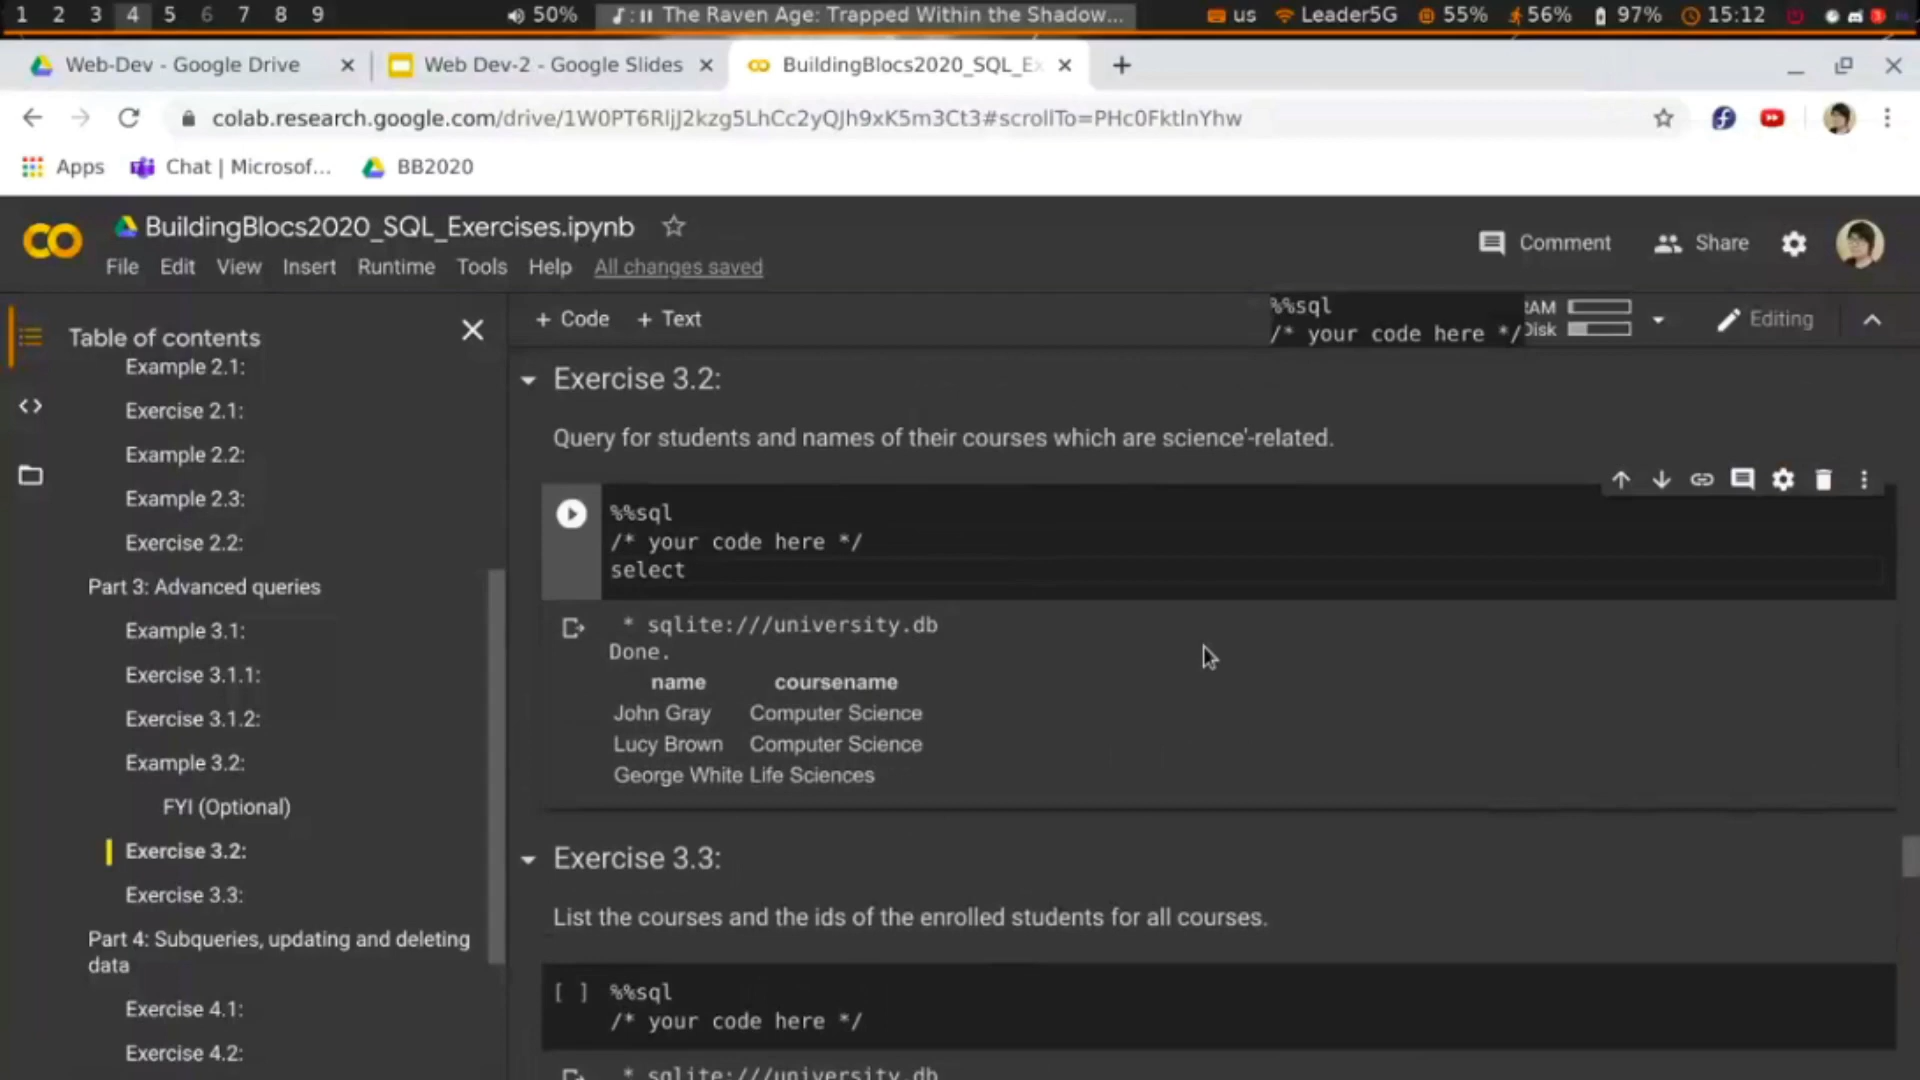 1 2 3 4 5 6 7 8 9 50% The Raven Age: Trapped Within the Shadow... us Leader5G 55% 56% 97% 15:12
Web-Dev - Google Drive Web Dev-2 - Google Slides BuildingBlocs2020_SQL_Ex
colab.research.google.com/drive/1W0PT6RljJ2kzg5LhCc2yQJh9xK5m3Ct3#scrollTo=PHc0FktlnYhw
Apps Chat | Microsof... BB2020
BuildingBlocs2020_SQL_Exercises.ipynb
Comment Share
File Edit View Insert Runtime Tools Help All changes saved
+ Code + Text
%%sql
/* your code here */
RAM
Disk
Editing
Table of contents
Example 2.1:
Exercise 2.1:
Example 2.2:
Example 2.3:
Exercise 2.2:
Part 3: Advanced queries
Example 3.1:
Exercise 3.1.1:
Exercise 3.1.2:
Example 3.2:
FYI (Optional)
Exercise 3.2:
Exercise 3.3:
Part 4: Subqueries, updating and deleting
data
Exercise 4.1:
Exercise 4.2:
Exercise 3.2:
Query for students and names of their courses which are science'-related.
%%sql
/* your code here */
select
* sqlite:///university.db
Done.
name coursename
John Gray Computer Science
Lucy Brown Computer Science
George White Life Sciences
Exercise 3.3:
List the courses and the ids of the enrolled students for all courses.
[ ] %%sql
/* your code here */
* sqlite:///university.db